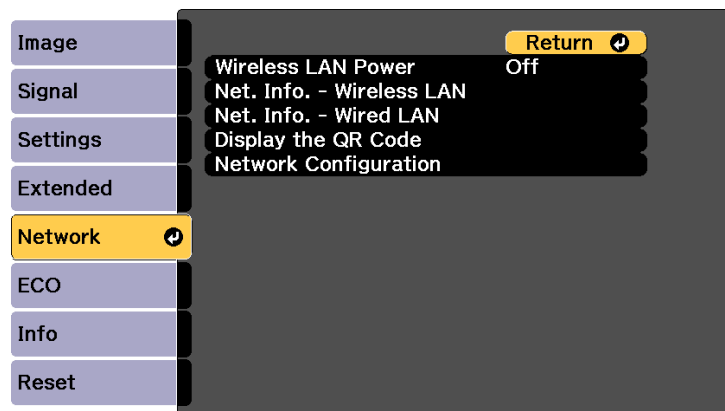 Image
Signal
Settings
Extended
Network
ECO
Info
Reset
Return
Wireless LAN Power Off
Net. Info. - Wireless LAN
Net. Info. - Wired LAN
Display the QR Code
Network Configuration